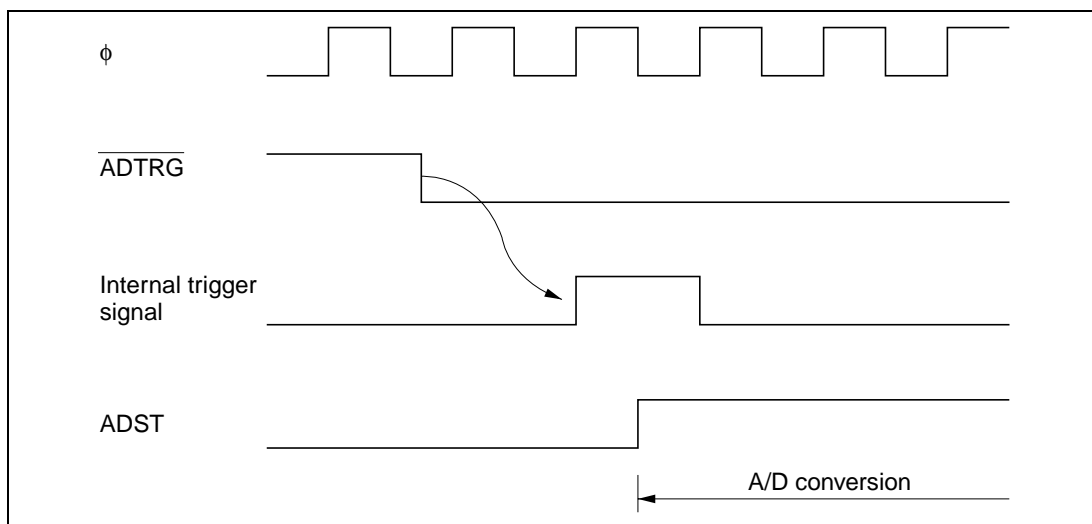 ϕ
ADTRG
Internal trigger
signal
ADST
A/D conversion